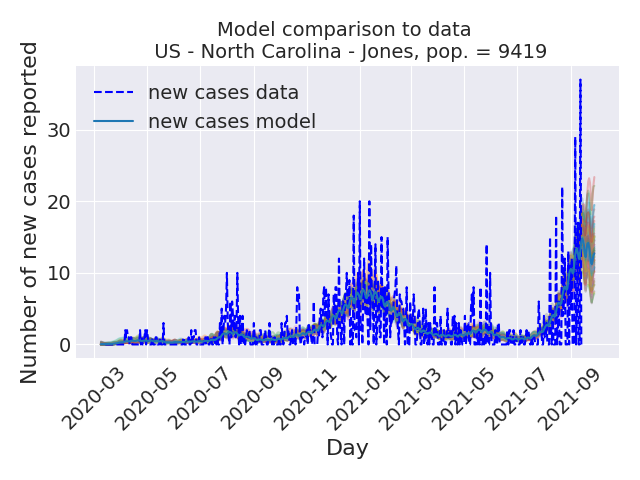 Model comparison to data
US - North Carolina - Jones, pop. = 9419
Number of new cases reported
new cases data
new cases model
30
20
10
0
2020-03
2020-05
2020-07
2020-09
2020-11
2021-01
2021-03
2021-05
2021-07
2021-09
Day